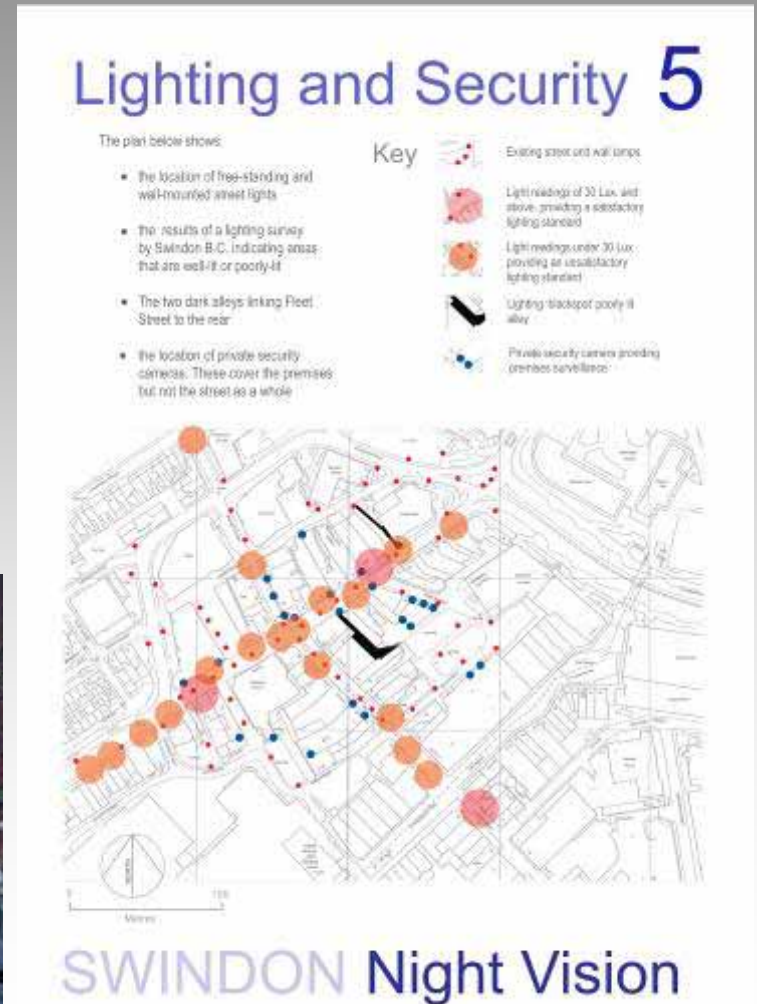 Lighting and Security 5
The plan below shows:
• the location of free-standing and
wall-mounted street lights
• the results of a lighting survey
by Swindon B.C. indicating areas
that are well-lit or poorly-lit
• The two dark alleys linking Fleet
Street to the rear
• the location of private security
cameras. These cover the premises
but not the street as a whole
Key
Existing street and wall lamps
Light readings of 30 Lux. and
above, providing a satisfactory
lighting standard
Light readings under 30 Lux
providing an unsatisfactory
lighting standard
Lighting 'blackspot' poorly lit
alley
Private security camera providing
premises surveillance
NORTH
0
Metres
SWINDON Night Vision